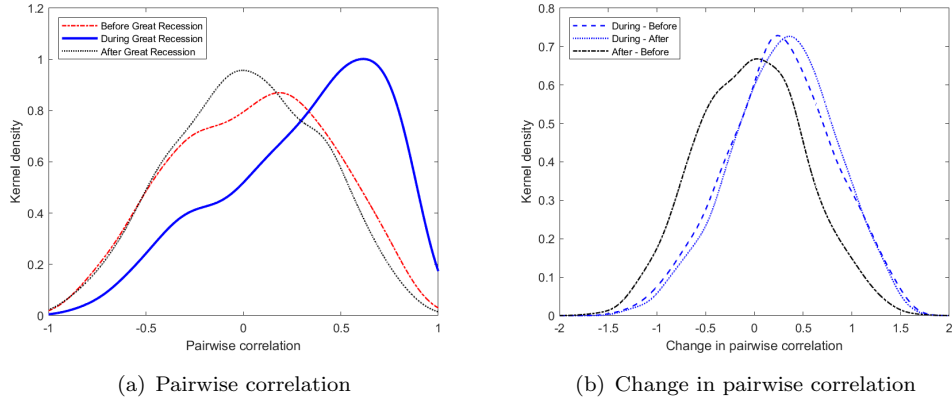 1.2
1
0.8
0.6
0.4
0.2
0
-1
-0.5
0
0.5
1
Kernel density
Pairwise correlation
Before Great Recession
During Great Recession
After Great Recession
(a) Pairwise correlation
0.8
0.7
0.6
0.5
0.4
0.3
0.2
0.1
0
-2
-1.5
-1
-0.5
0
0.5
1
1.5
2
Kernel density
Change in pairwise correlation
During - Before
During - After
After - Before
(b) Change in pairwise correlation